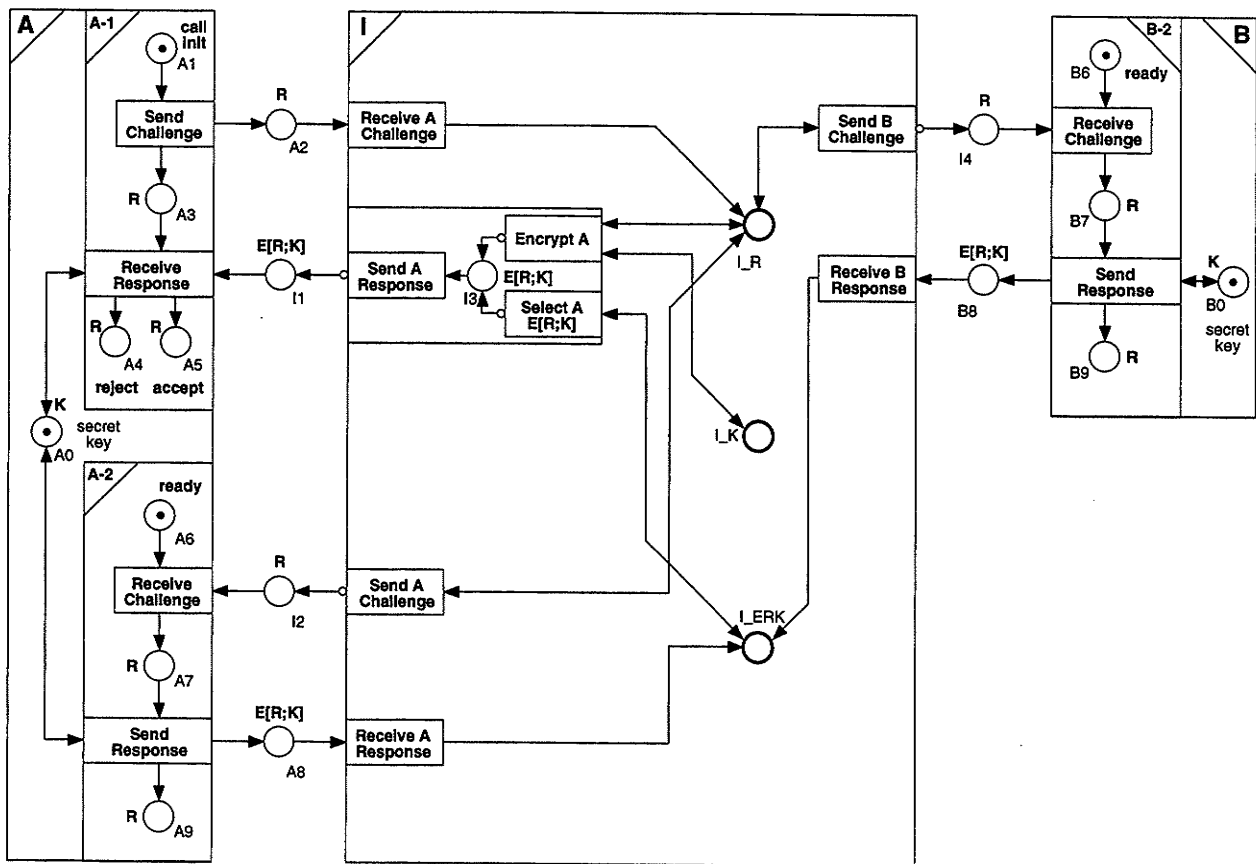 A
A-1
call
init
A1
Send
Challenge
R
A2
R
A3
Receive
Response
E[R;K]
I1
R
A4
R
A5
reject
accept
K
secret
key
A0
A-2
ready
A6
Receive
Challenge
R
I2
R
A7
Send
Response
E[R;K]
A8
R
A9
I
Receive A
Challenge
Send A
Response
I3
E[R;K]
Encrypt A
Select A
E[R;K]
Send A
Challenge
Receive A
Response
I_R
I_K
I_ERK
Send B
Challenge
Receive B
Response
R
I4
E[R;K]
B8
B
B-2
B6
ready
Receive
Challenge
B7
R
Send
Response
B9
R
K
B0
secret
key